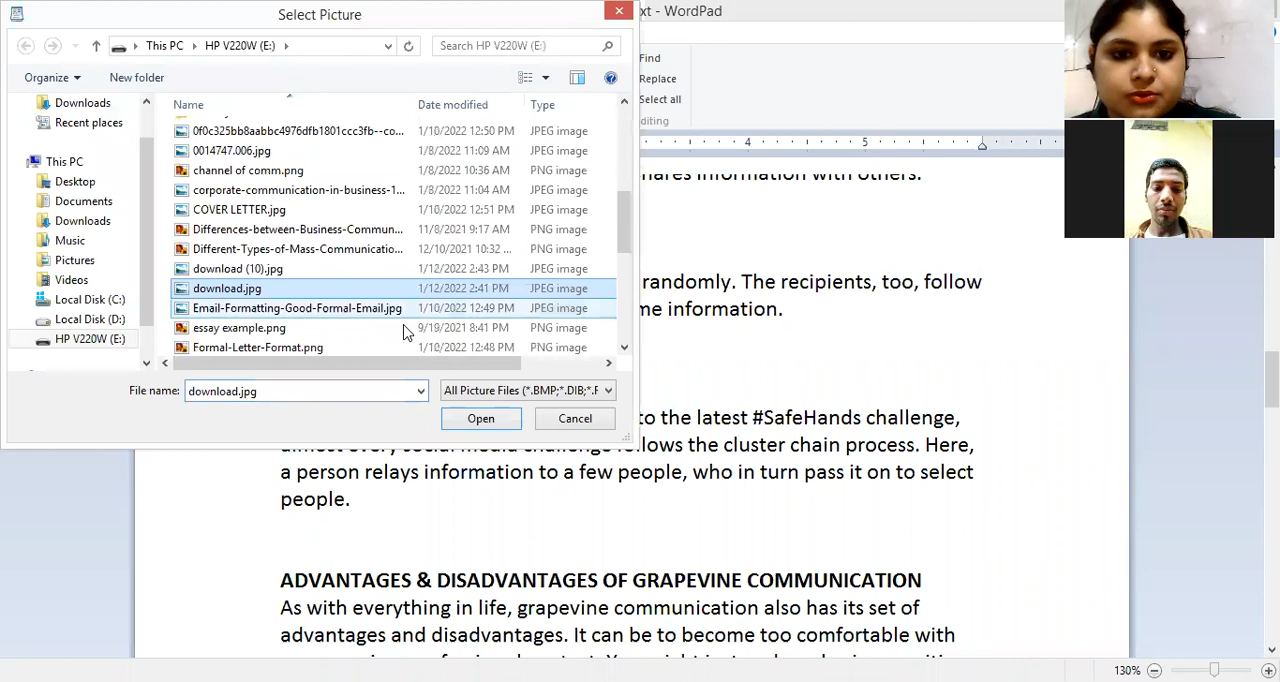 Select Picture
xt - WordPad
This PC
HP V220W (E:)
Search HP V220W (E:)
Organize
New folder
Find
Replace
Select all
diting
Downloads
Recent places
This PC
Desktop
Documents
Downloads
Music
Pictures
Videos
Local Disk (C:)
Local Disk (D:)
HP V220W (E:)
Name Date modified Type
0f0c325bb8aabbc4976dfb1801ccc3fb--co... 1/10/2022 12:50 PM JPEG image
0014747.006.jpg 1/8/2022 11:09 AM JPEG image
channel of comm.png 1/8/2022 10:36 AM PNG image
corporate-communication-in-business-1... 1/8/2022 11:04 AM JPEG image
COVER LETTER.jpg 1/10/2022 12:51 PM JPEG image
Differences-between-Business-Commun... 11/8/2021 9:17 AM PNG image
Different-Types-of-Mass-Communicatio... 12/10/2021 10:32 ... PNG image
download (10).jpg 1/12/2022 2:43 PM JPEG image
download.jpg 1/12/2022 2:41 PM JPEG image
Email-Formatting-Good-Formal-Email.jpg 1/10/2022 12:49 PM JPEG image
essay example.png 9/19/2021 8:41 PM PNG image
Formal-Letter-Format.png 1/10/2022 12:48 PM PNG image
File name: download.jpg All Picture Files (*.BMP;*.DIB;*.F
Open Cancel
4 5
hares information with others.
randomly. The recipients, too, follow
me information.
to the latest #SafeHands challenge,
almost every social media challenge follows the cluster chain process. Here,
a person relays information to a few people, who in turn pass it on to select
people.
ADVANTAGES & DISADVANTAGES OF GRAPEVINE COMMUNICATION
As with everything in life, grapevine communication also has its set of
advantages and disadvantages. It can be to become too comfortable with
130%